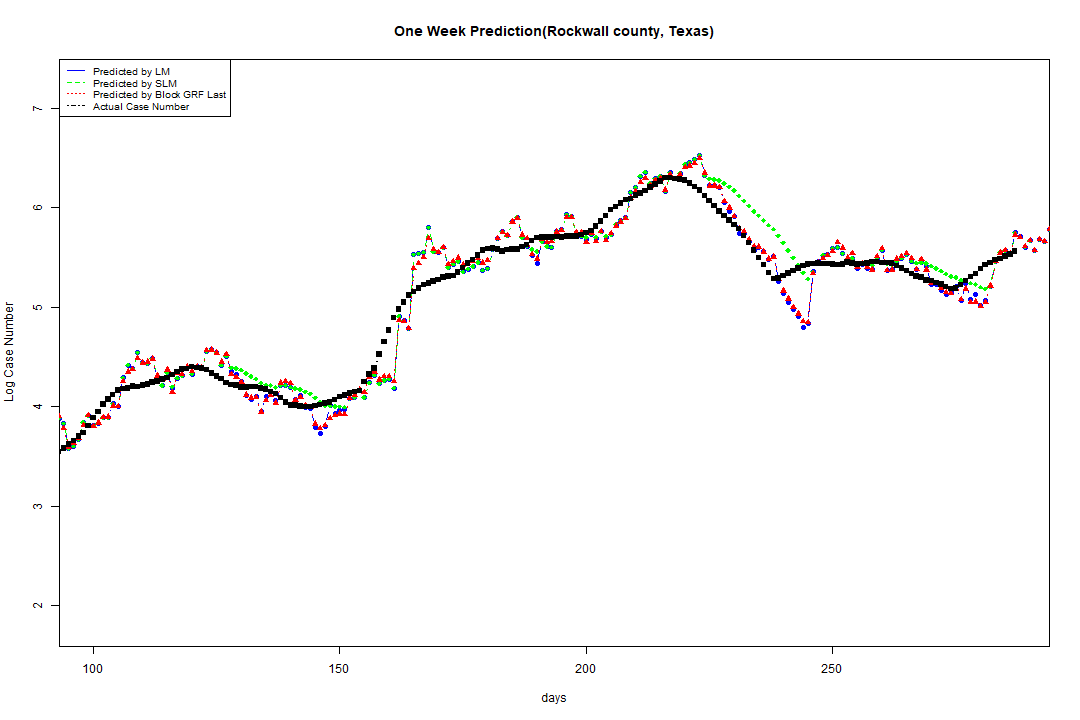 One Week Prediction(Rockwall county, Texas)
Predicted by LM
Predicted by SLM
Predicted by Block GRF Last
Actual Case Number
7
6
5
4
3
2
Log Case Number
100 150 200 250
days